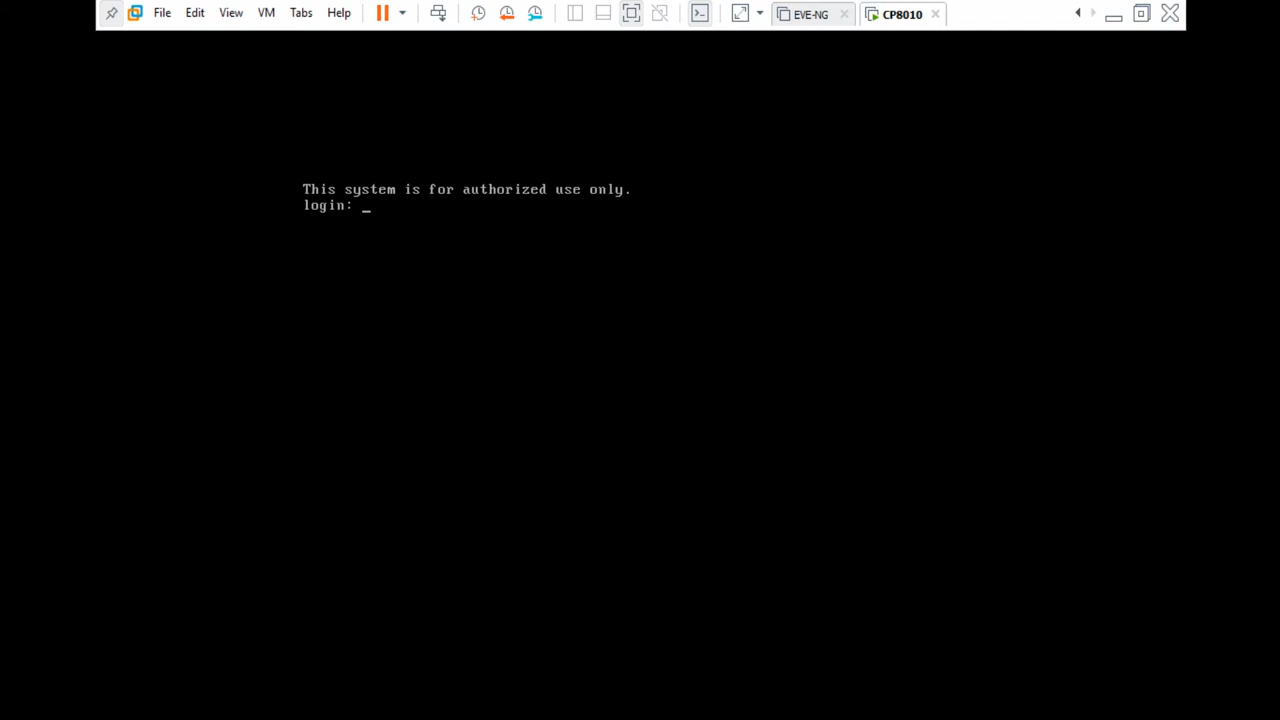 File Edit View VM Tabs Help EVE-NG CP8010
This system is for authorized use only.
login: _